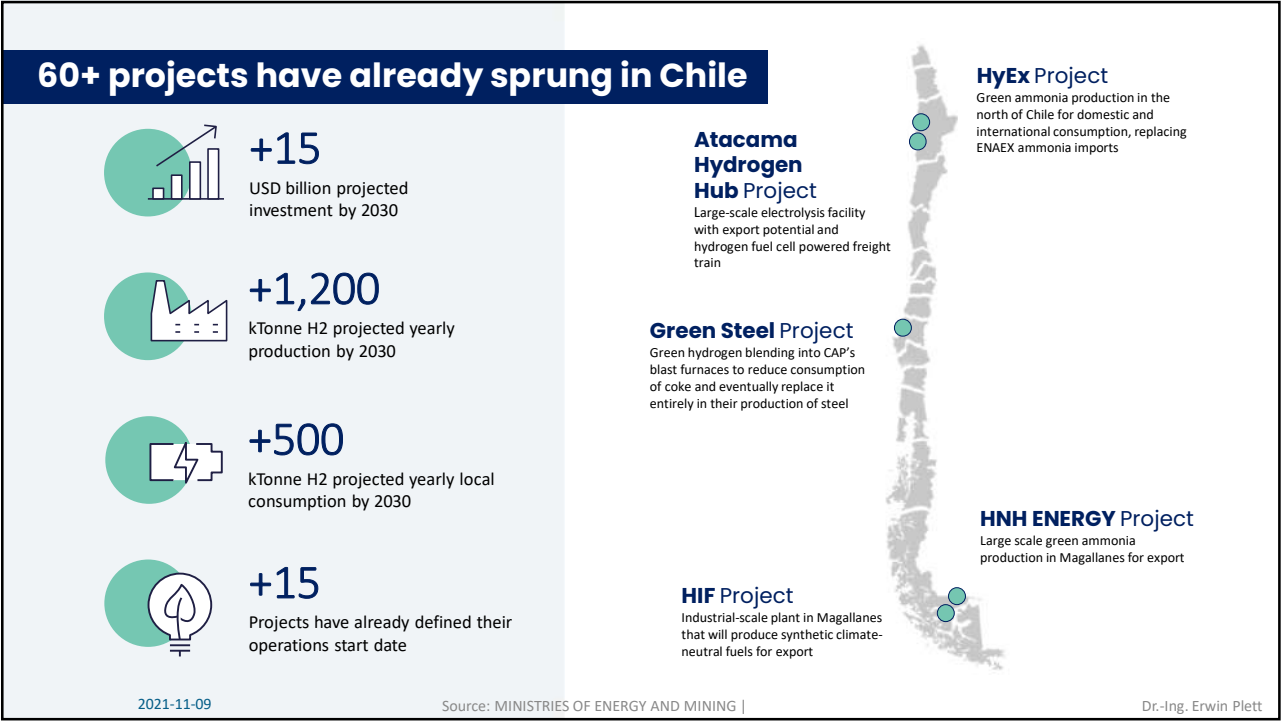 60+ projects have already sprung in Chile
+15
USD billion projected
investment by 2030
+1,200
kTonne H2 projected yearly
production by 2030
+500
kTonne H2 projected yearly local
consumption by 2030
+15
Projects have already defined their
operations start date
HyEx Project
Green ammonia production in the
north of Chile for domestic and
international consumption, replacing
ENAEX ammonia imports
Atacama
Hydrogen
Hub Project
Large-scale electrolysis facility
with export potential and
hydrogen fuel cell powered freight
train
Green Steel Project
Green hydrogen blending into CAP's
blast furnaces to reduce consumption
of coke and eventually replace it
entirely in their production of steel
HNH ENERGY Project
Large scale green ammonia
production in Magallanes for export
HIF Project
Industrial-scale plant in Magallanes
that will produce synthetic climate-
neutral fuels for export
2021-11-09
Source: MINISTRIES OF ENERGY AND MINING |
Dr.-Ing. Erwin Plett